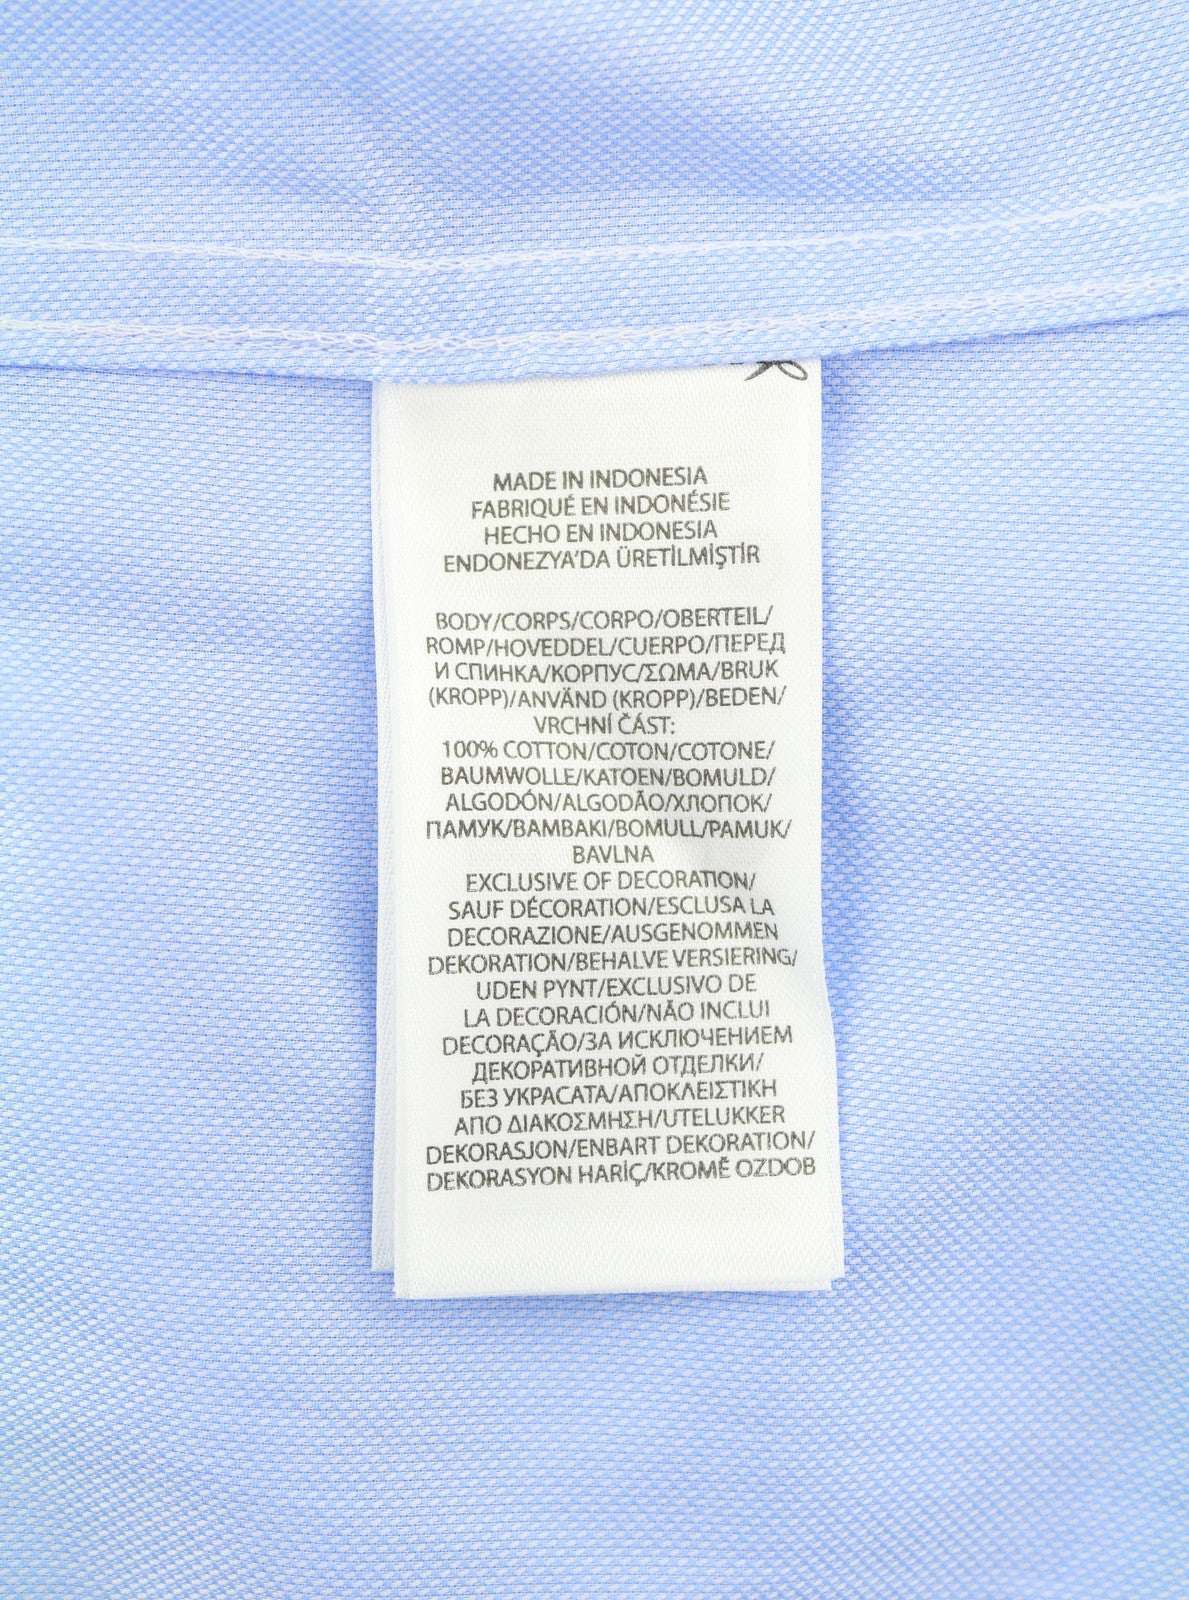 MADE IN INDONESIA
FABRIQUÉ EN INDONÉSIE
HECHO EN INDONESIA
ENDONEZYA'DA ÜRETİLMİŞTİR
BODY/CORPS/CORPO/OBERTEIL/
ROMP/HOVEDDEL/CUERPO/ПЕРЕД
И СПИНКА/КОРПУС/ΣΩΜΑ/BRUK
(KROPP)/ANVÄND (KROPP)/BEDEN/
VRCHNÍ ČÁST:
100% COTTON/COTON/COTONE/
BAUMWOLLE/KATOEN/BOMULD/
ALGODÓN/ALGODÃO/ХЛОПОК/
ПАМУК/BAMBAKI/BOMULL/PAMUK/
BAVLNA
EXCLUSIVE OF DECORATION/
SAUF DÉCORATION/ESCLUSA LA
DECORAZIONE/AUSGENOMMEN
DEKORATION/BEHALVE VERSIERING/
UDEN PYNT/EXCLUSIVO DE
LA DECORACIÓN/NÃO INCLUI
DECORAÇÃO/ЗА ИСКЛЮЧЕНИЕМ
ДЕКОРАТИВНОЙ ОТДЕЛКИ/
БЕЗ УКРАСАТА/ΑΠΟΚΛΕΙΣΤΙΚΗ
ΑΠΟ ΔΙΑΚΟΣΜΗΣΗ/UTELUKKER
DEKORASJON/ENBART DEKORATION/
DEKORASYON HARİÇ/KROMĚ OZDOB